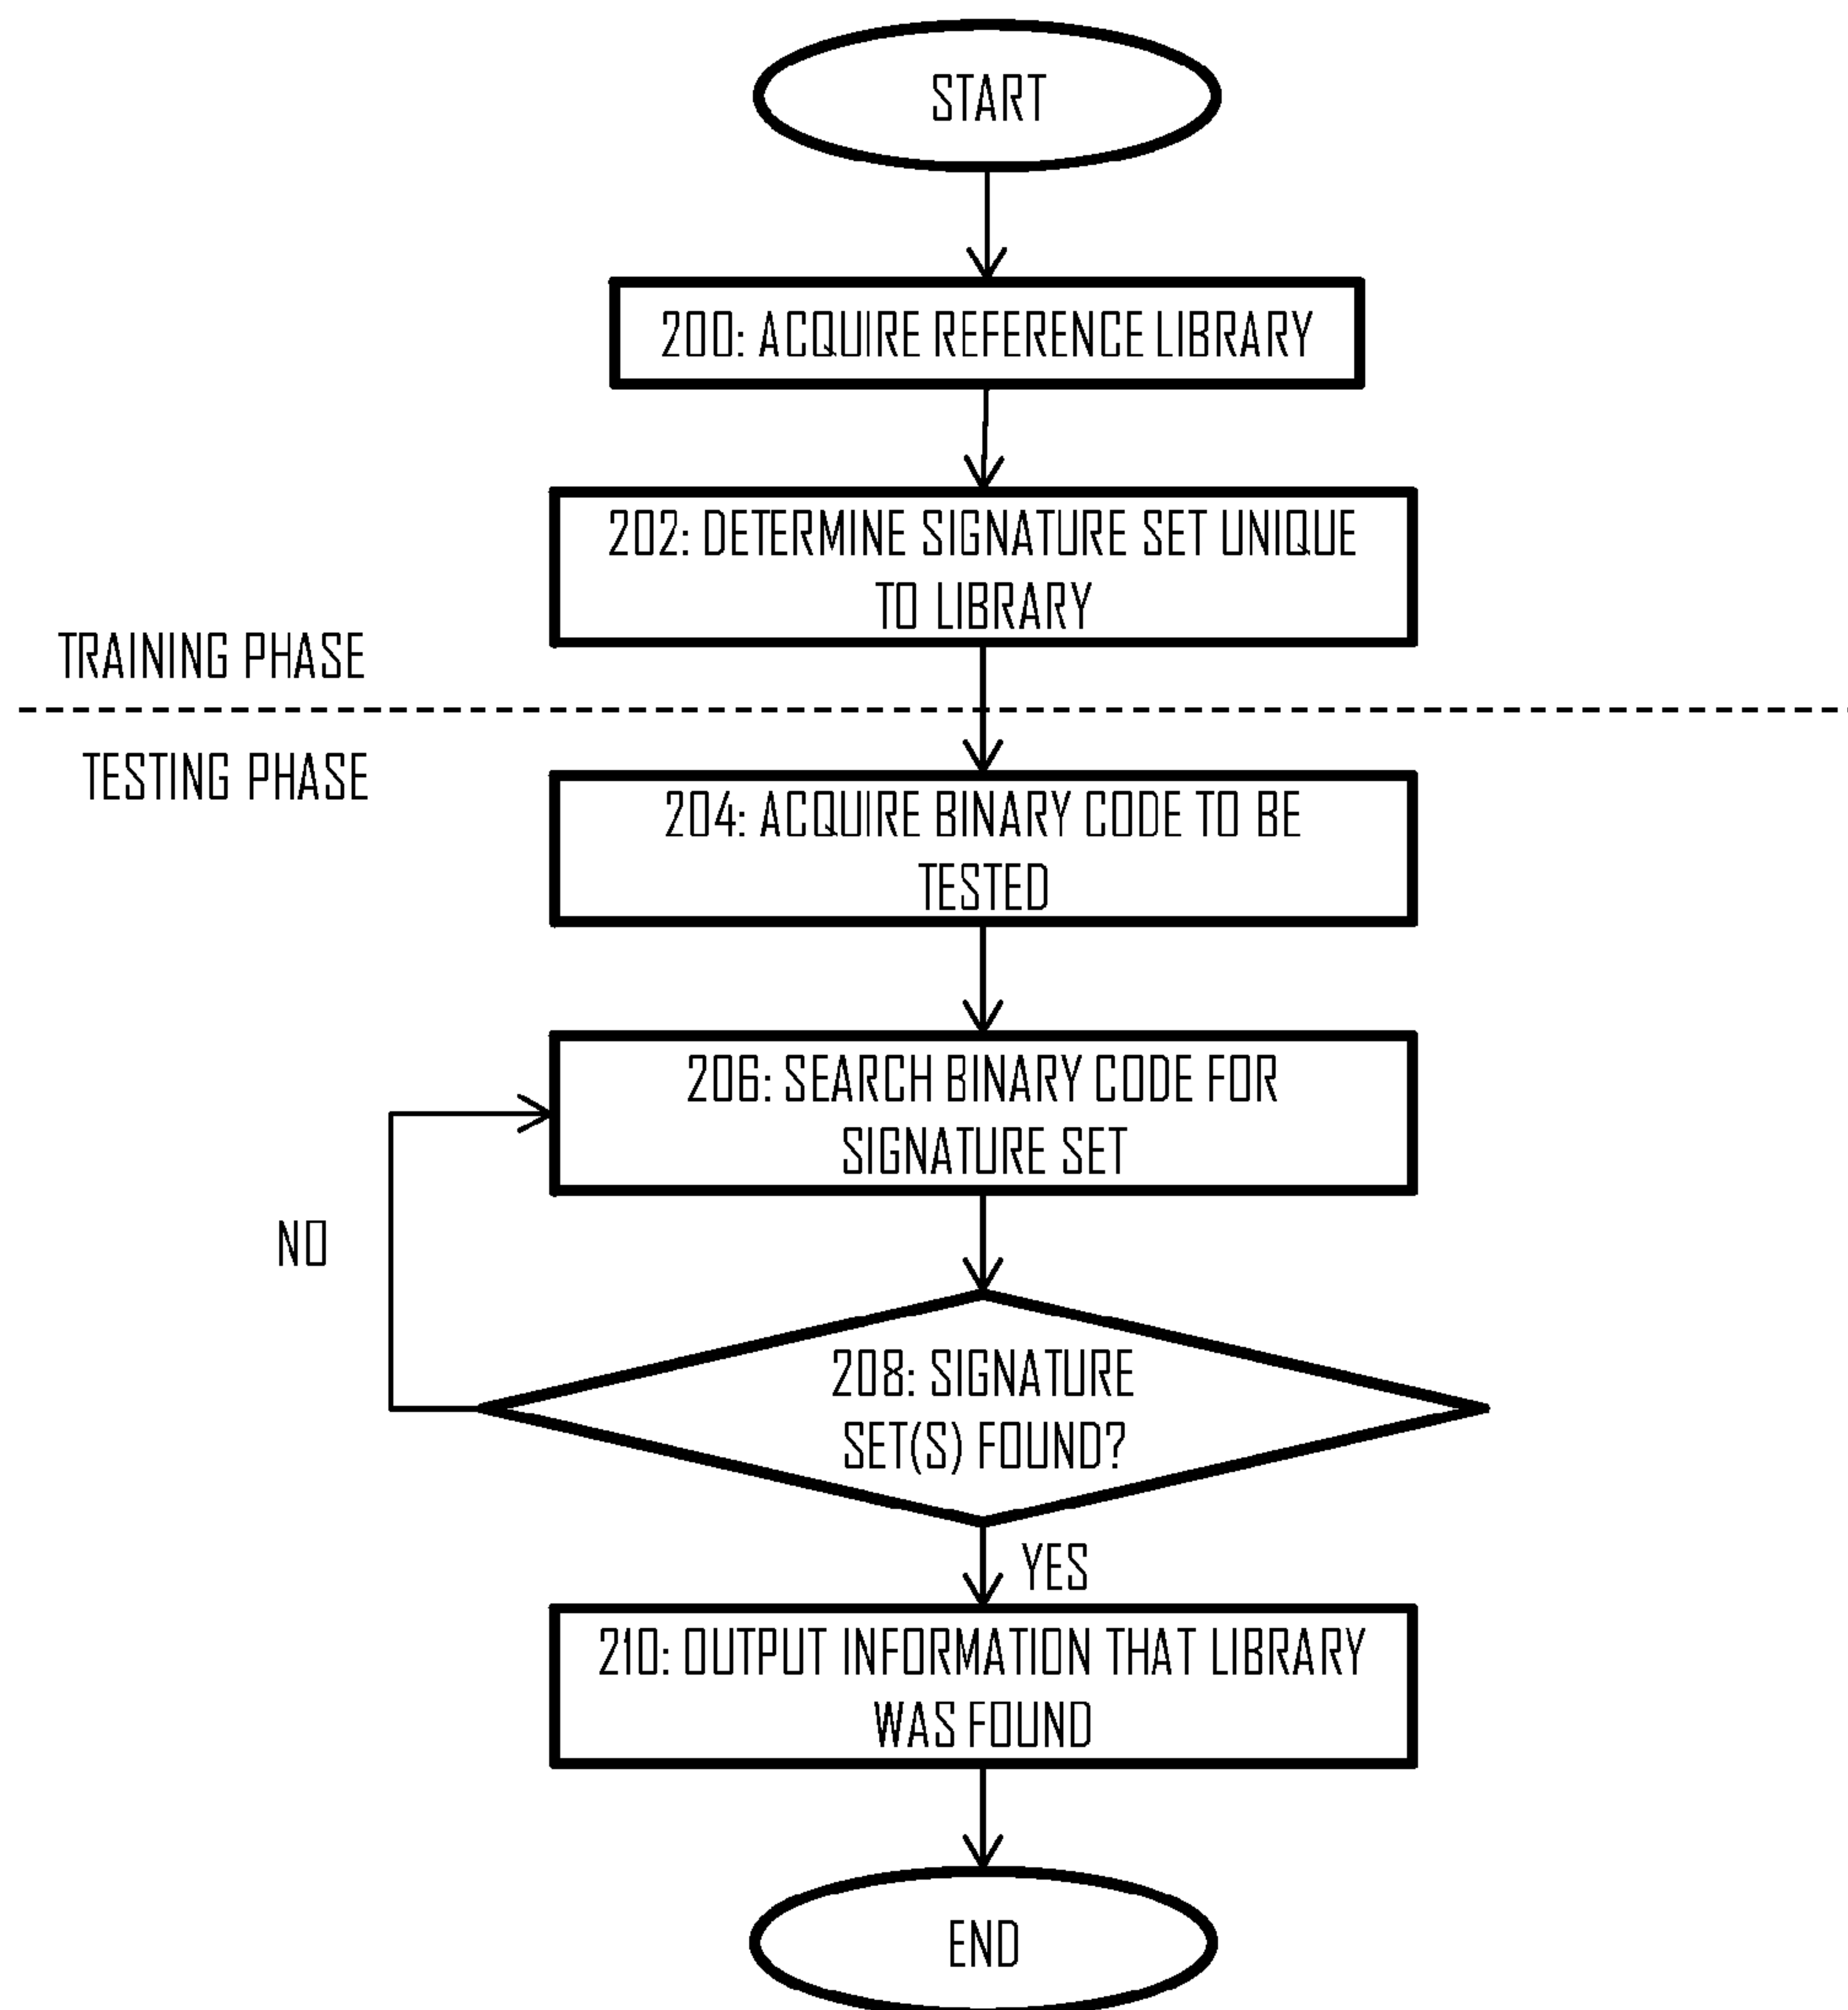 START
200: ACQUIRE REFERENCE LIBRARY
202: DETERMINE SIGNATURE SET UNIQUE
TO LIBRARY
TRAINING PHASE
TESTING PHASE
204: ACQUIRE BINARY CODE TO BE
TESTED
206: SEARCH BINARY CODE FOR
SIGNATURE SET
NO
208: SIGNATURE
SET(S) FOUND?
YES
210: OUTPUT INFORMATION THAT LIBRARY
WAS FOUND
END